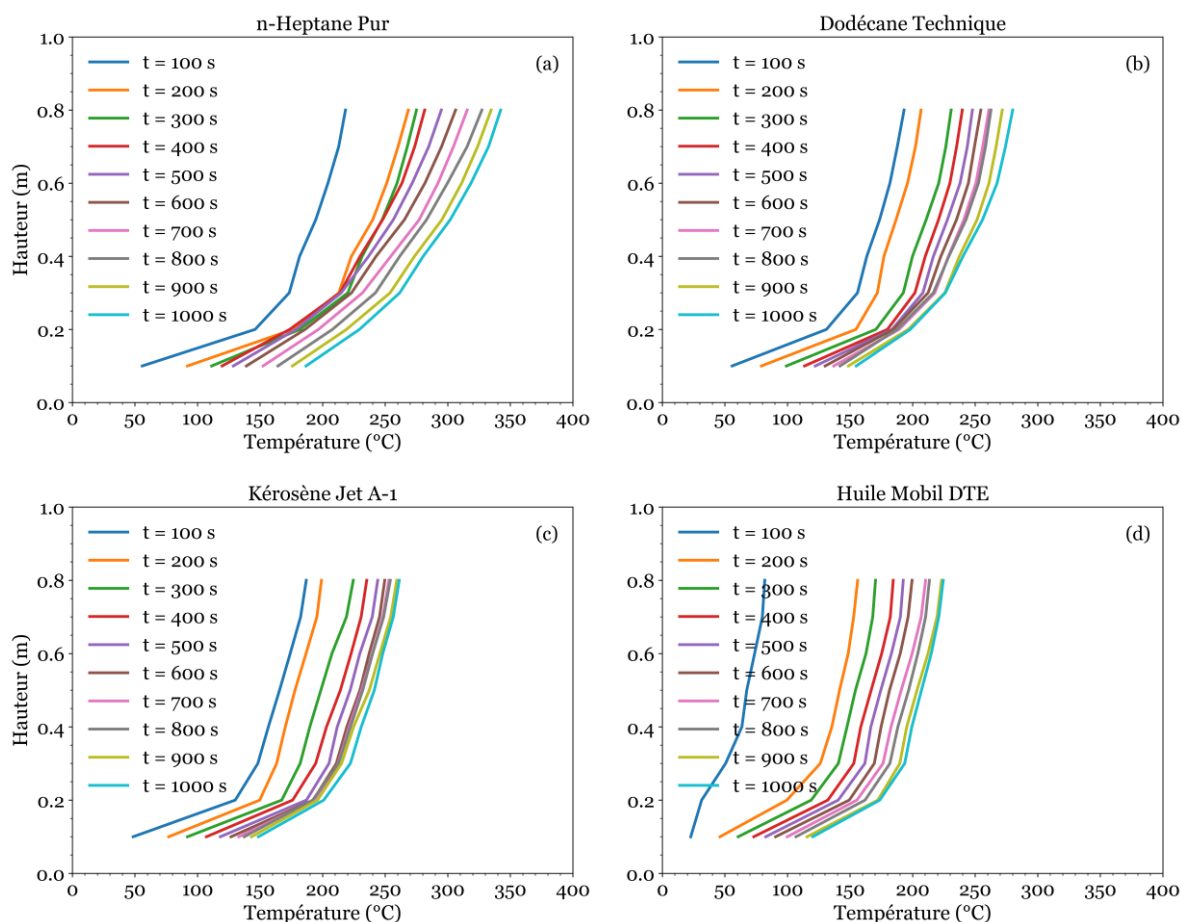 n-Heptane Pur
(a)
t = 100 s
t = 200 s
t = 300 s
t = 400 s
t = 500 s
t = 600 s
t = 700 s
t = 800 s
t = 900 s
t = 1000 s
Hauteur (m)
1.0
0.8
0.6
0.4
0.2
0.0
0 50 100 150 200 250 300 350 400
Température (°C)
Dodécane Technique
(b)
t = 100 s
t = 200 s
t = 300 s
t = 400 s
t = 500 s
t = 600 s
t = 700 s
t = 800 s
t = 900 s
t = 1000 s
1.0
0.8
0.6
0.4
0.2
0.0
0 50 100 150 200 250 300 350 400
Température (°C)
Kérosène Jet A-1
(c)
t = 100 s
t = 200 s
t = 300 s
t = 400 s
t = 500 s
t = 600 s
t = 700 s
t = 800 s
t = 900 s
t = 1000 s
Hauteur (m)
1.0
0.8
0.6
0.4
0.2
0.0
0 50 100 150 200 250 300 350 400
Température (°C)
Huile Mobil DTE
(d)
t = 100 s
t = 200 s
t = 300 s
t = 400 s
t = 500 s
t = 600 s
t = 700 s
t = 800 s
t = 900 s
t = 1000 s
1.0
0.8
0.6
0.4
0.2
0.0
0 50 100 150 200 250 300 350 400
Température (°C)